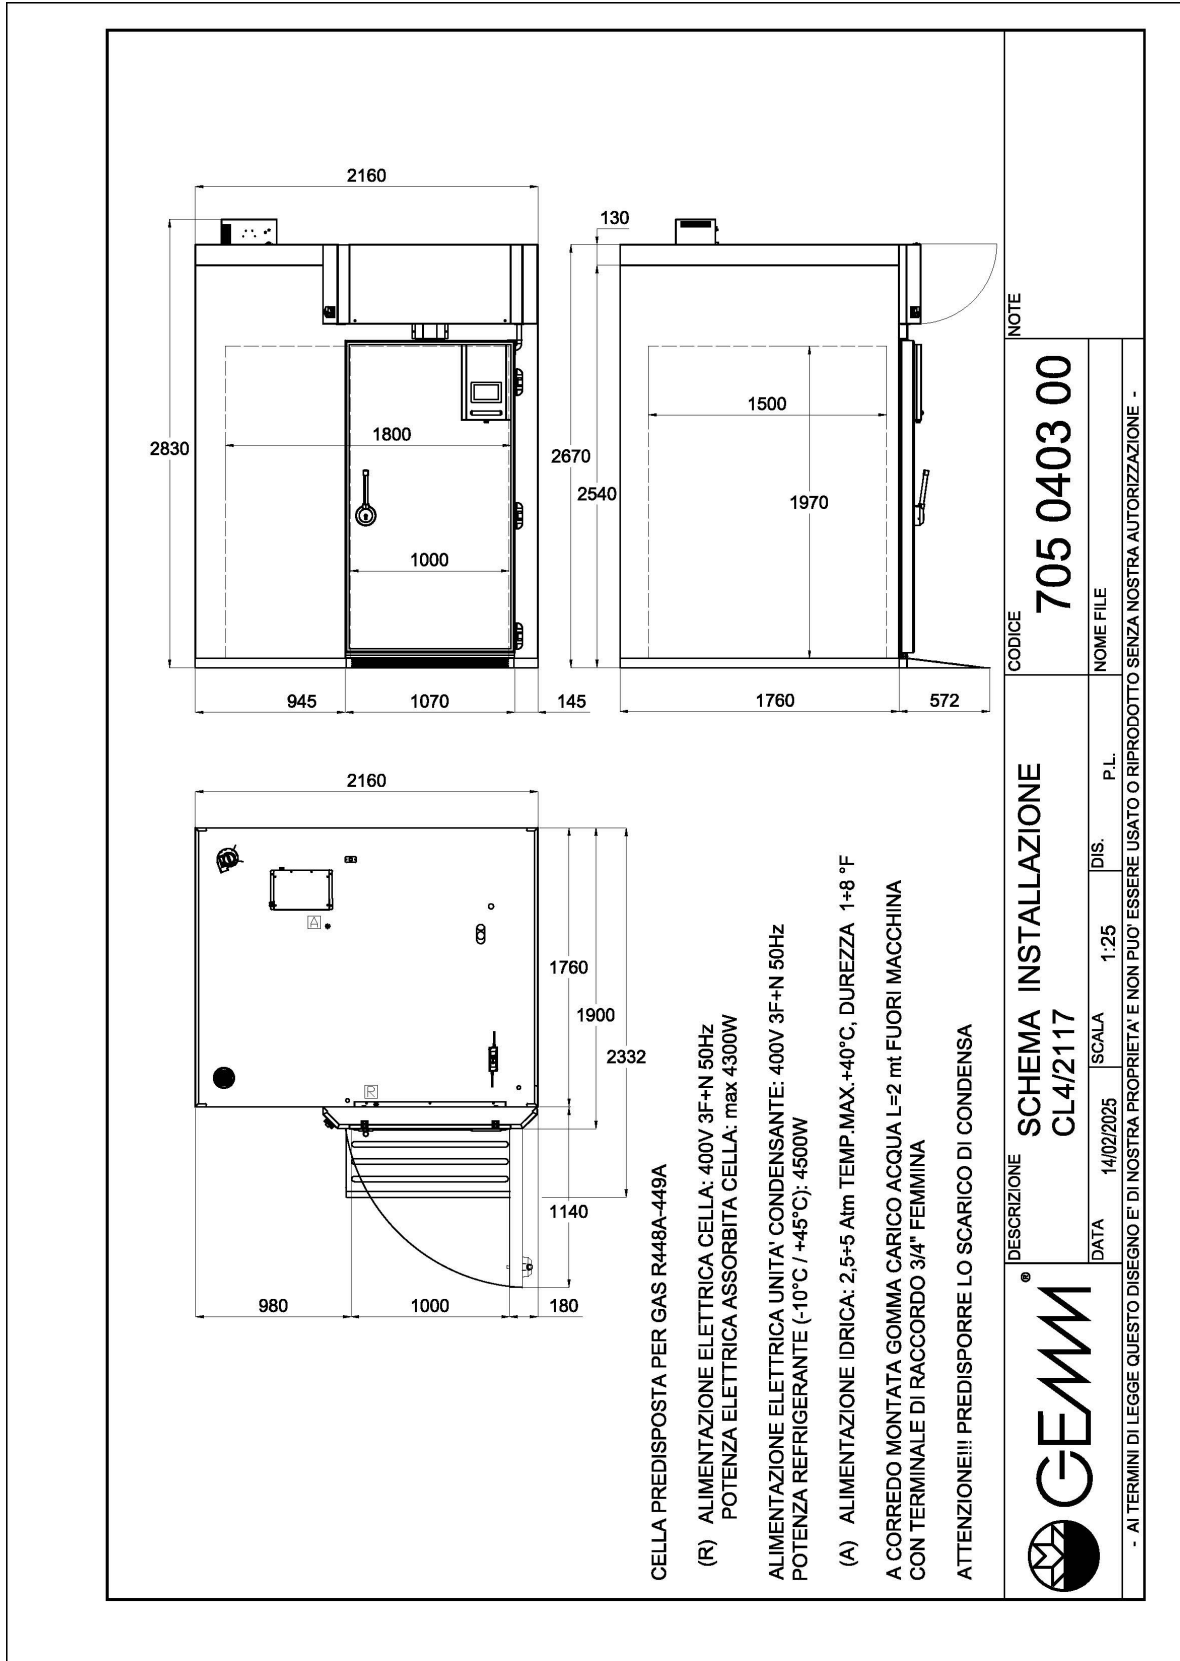 2160
2830
1800
1000
945
1070
145
130
2670
2540
1500
1970
1760
572
2160
1760
1900
2332
1140
980
1000
180
A
R
CELLA PREDISPOSTA PER GAS R448A-449A
(R) ALIMENTAZIONE ELETTRICA CELLA: 400V 3F+N 50Hz
POTENZA ELETTRICA ASSORBITA CELLA: max 4300W
ALIMENTAZIONE ELETTRICA UNITA' CONDENSANTE: 400V 3F+N 50Hz
POTENZA REFRIGERANTE (-10°C / +45°C): 4500W
(A) ALIMENTAZIONE IDRICA: 2,5÷5 Atm TEMP.MAX.+40°C, DUREZZA 1÷8 °F
A CORREDO MONTATA GOMMA CARICO ACQUA L=2 mt FUORI MACCHINA
CON TERMINALE DI RACCORDO 3/4" FEMMINA
ATTENZIONE!!! PREDISPORRE LO SCARICO DI CONDENSA
GEMM ®
DESCRIZIONE
SCHEMA INSTALLAZIONE
CL4/2117
CODICE
705 0403 00
NOTE
DATA
14/02/2025
SCALA
1:25
DIS.
P.L.
NOME FILE
- AI TERMINI DI LEGGE QUESTO DISEGNO E' DI NOSTRA PROPRIETA' E NON PUO' ESSERE USATO O RIPRODOTTO SENZA NOSTRA AUTORIZZAZIONE -